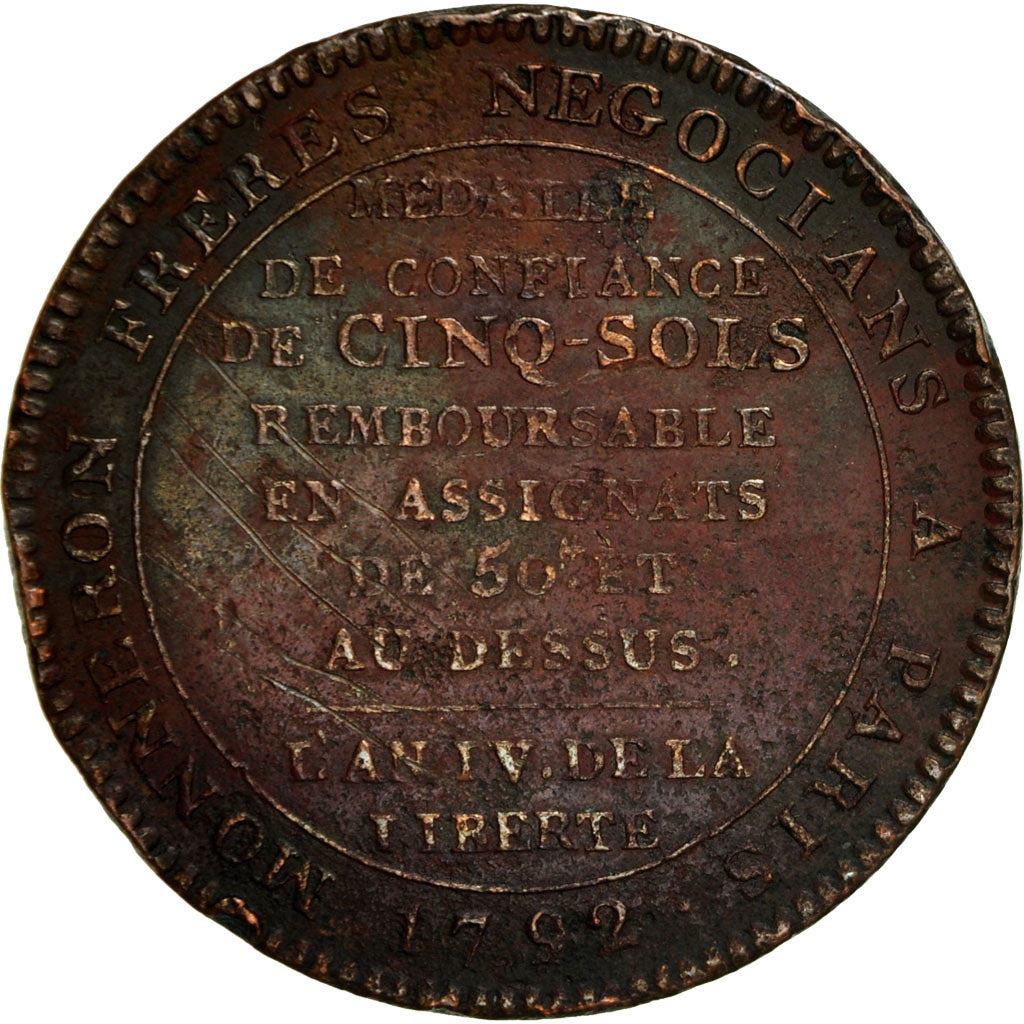 MONNERON FRERES NEGOCIANS A PARIS
1792
MEDAILLE
DE CONFIANCE
DE CINQ-SOLS
REMBOURSABLE
EN ASSIGNATS
DE 50 ᴸ ET
AU DESSUS.
L'AN IV. DE LA
LIBERTE